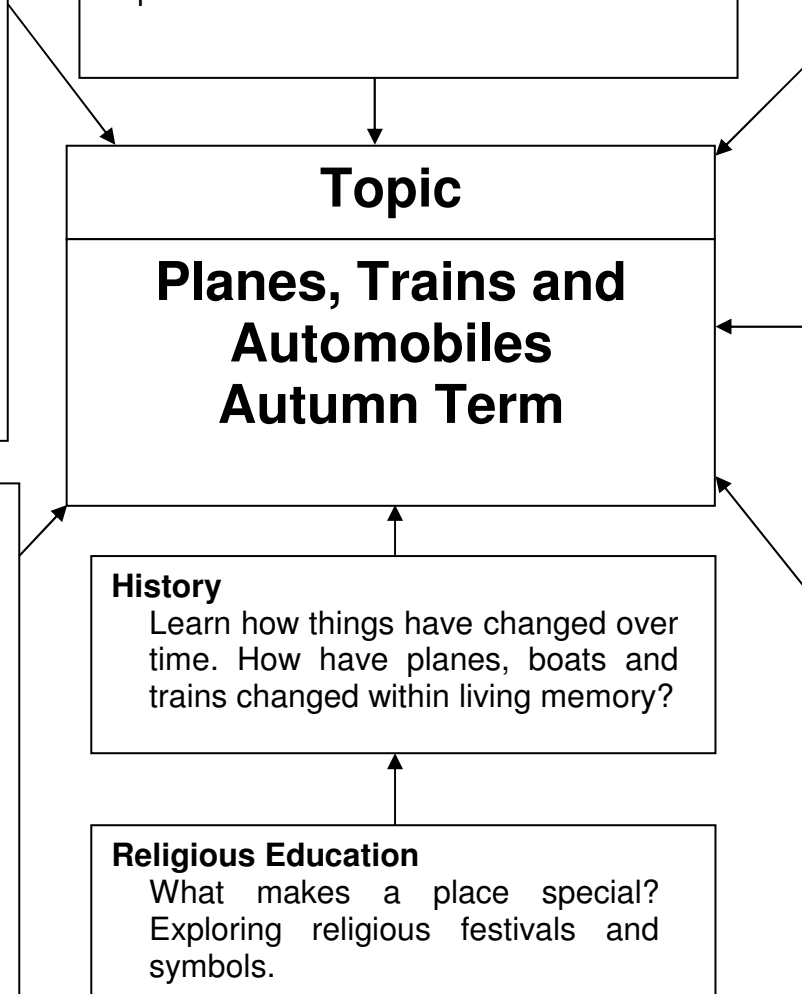 Topic
Planes, Trains and
Automobiles
Autumn Term
History
Learn how things have changed over
time. How have planes, boats and
trains changed within living memory?
Religious Education
What makes a place special?
Exploring religious festivals and
symbols.